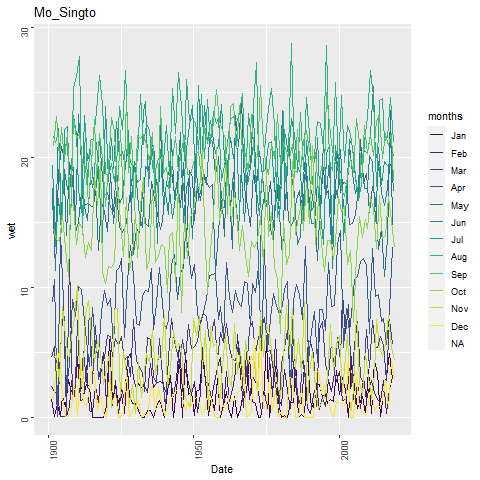 Mo_Singto
30
20
10
0
wet
1900
1950
2000
Date
months
Jan
Feb
Mar
Apr
May
Jun
Jul
Aug
Sep
Oct
Nov
Dec
NA